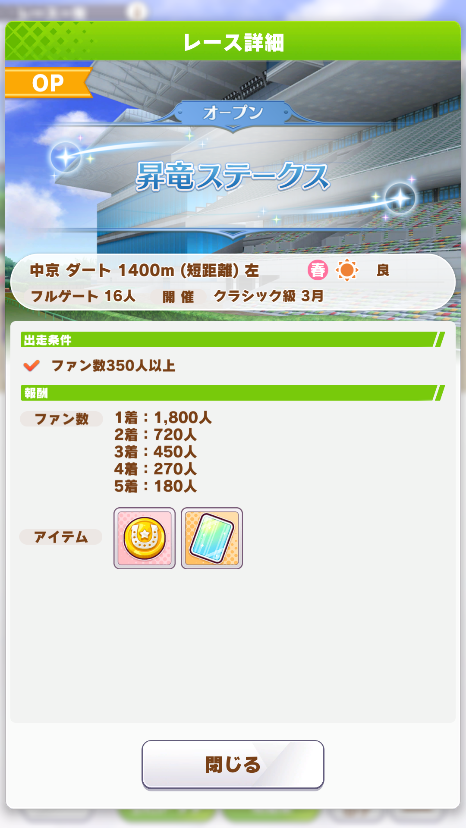 レース詳細
OP
オープン
昇竜ステークス
中京 ダート 1400m (短距離) 左 春 良
フルゲート 16人 開 催 クラシック級 3月
出走条件
ファン数350人以上
報酬
ファン数 1着：1,800人
2着：720人
3着：450人
4着：270人
5着：180人
アイテム
閉じる